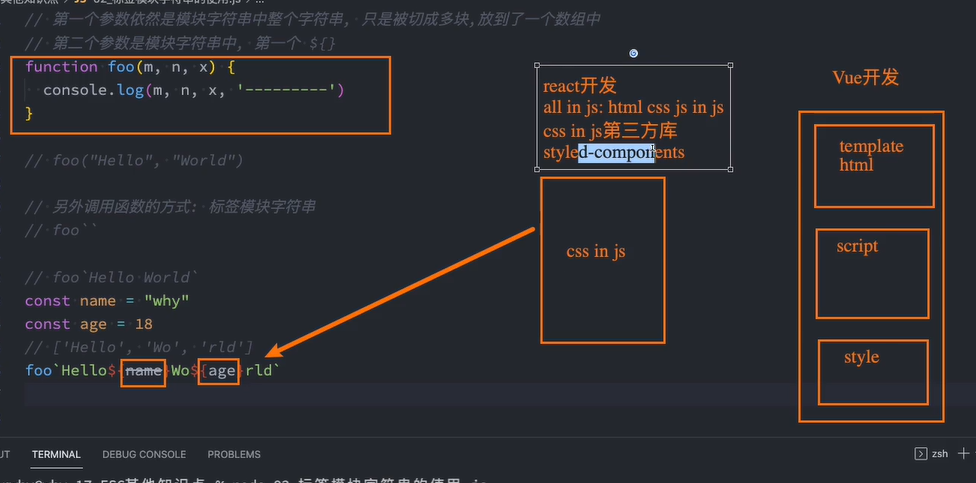 // 第一个参数依然是模块字符串中整个字符串, 只是被切成多块,放到了一个数组中
// 第二个参数是模块字符串中, 第一个 ${}
function foo(m, n, x) {
console.log(m, n, x, '---------')
}
// foo("Hello", "World")
// 另外调用函数的方式: 标签模块字符串
// foo``
// foo`Hello World`
const name = "why"
const age = 18
// ['Hello', 'Wo', 'rld']
foo`Hello${name}Wo${age}rld`
react开发
all in js: html css js in js
css in js第三方库
styled-components
css in js
Vue开发
template
html
script
style
TERMINAL
DEBUG CONSOLE
PROBLEMS
zsh